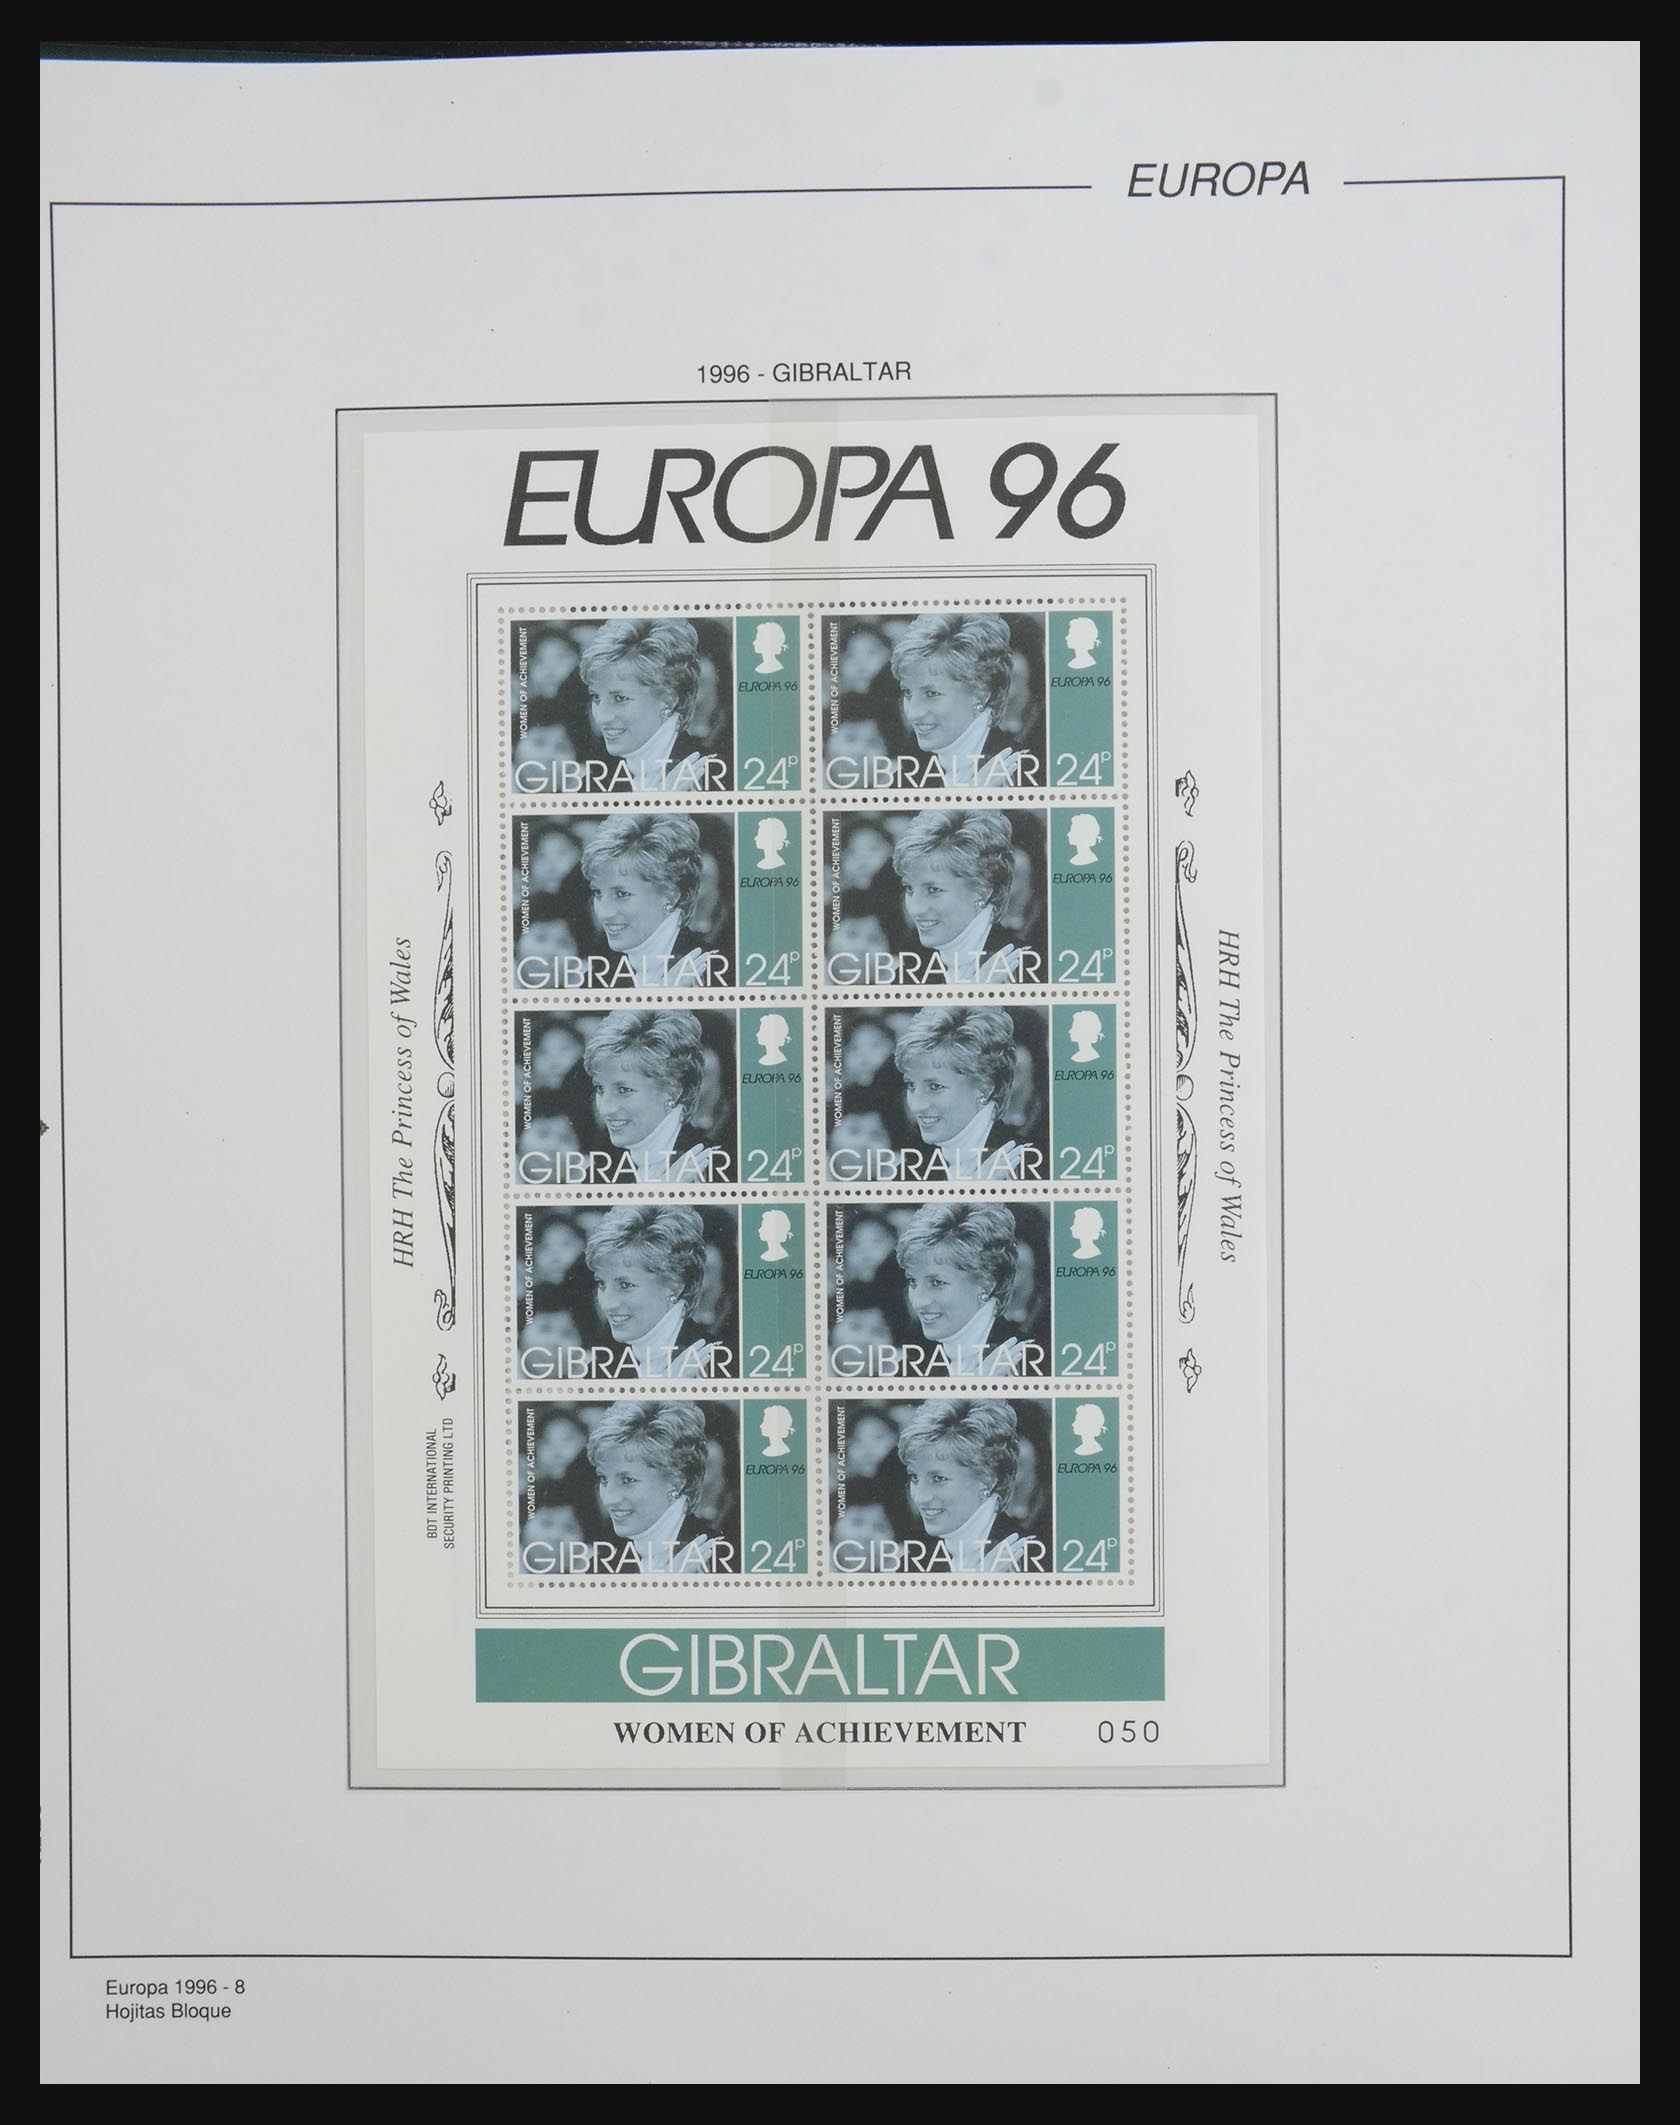 EUROPA
1996 - GIBRALTAR
EUROPA 96
WOMEN OF ACHIEVEMENT
EUROPA 96
GIBRALTAR 24p
WOMEN OF ACHIEVEMENT
EUROPA 96
GIBRALTAR 24p
WOMEN OF ACHIEVEMENT
EUROPA 96
GIBRALTAR 24p
WOMEN OF ACHIEVEMENT
EUROPA 96
GIBRALTAR 24p
WOMEN OF ACHIEVEMENT
EUROPA 96
GIBRALTAR 24p
WOMEN OF ACHIEVEMENT
EUROPA 96
GIBRALTAR 24p
WOMEN OF ACHIEVEMENT
EUROPA 96
GIBRALTAR 24p
WOMEN OF ACHIEVEMENT
EUROPA 96
GIBRALTAR 24p
WOMEN OF ACHIEVEMENT
EUROPA 96
GIBRALTAR 24p
WOMEN OF ACHIEVEMENT
EUROPA 96
GIBRALTAR 24p
HRH The Princess of Wales
HRH The Princess of Wales
BDT INTERNATIONAL
SECURITY PRINTING LTD
GIBRALTAR
WOMEN OF ACHIEVEMENT 050
Europa 1996 - 8
Hojitas Bloque